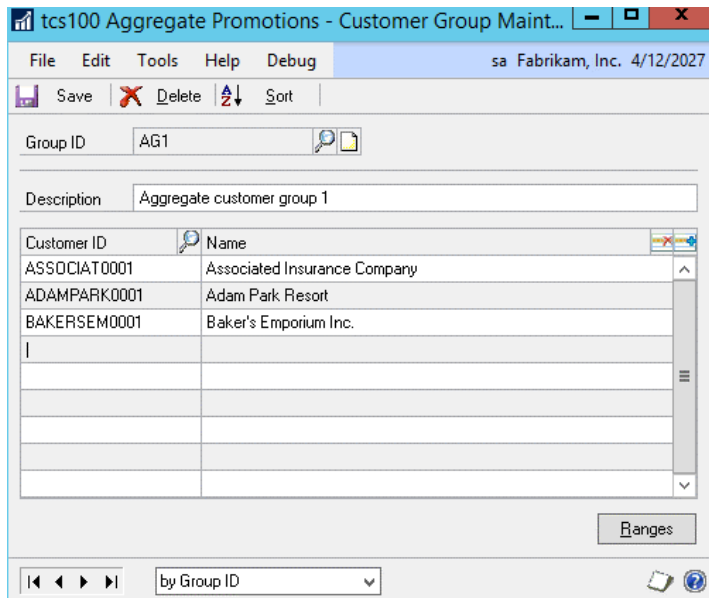 tcs100 Aggregate Promotions - Customer Group Maint...
File Edit Tools Help Debug sa Fabrikam, Inc. 4/12/2027
Save Delete Sort
Group ID AG1
Description Aggregate customer group 1
Customer ID Name
ASSOCIAT0001 Associated Insurance Company
ADAMPARK0001 Adam Park Resort
BAKERSEM0001 Baker's Emporium Inc.
Ranges
by Group ID